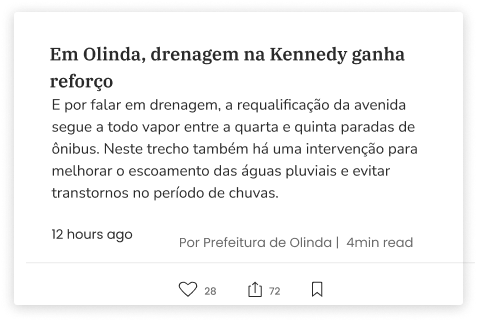 Em Olinda, drenagem na Kennedy ganha
reforço
E por falar em drenagem, a requalificação da avenida
segue a todo vapor entre a quarta e quinta paradas de
ônibus. Neste trecho também há uma intervenção para
melhorar o escoamento das águas pluviais e evitar
transtornos no período de chuvas.
12 hours ago
Por Prefeitura de Olinda | 4min read
28 72